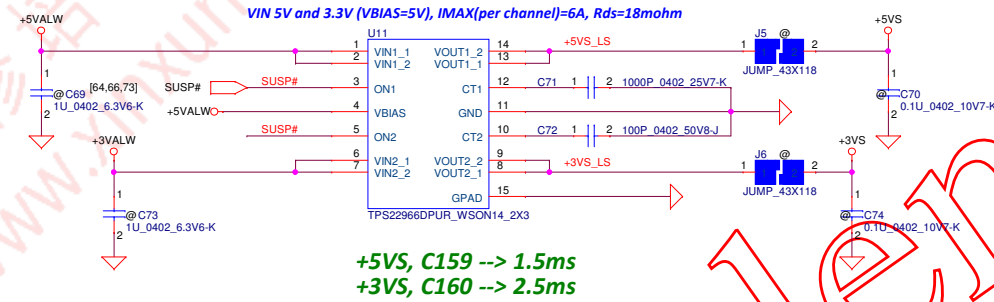 VIN 5V and 3.3V (VBIAS=5V), IMAX(per channel)=6A, Rds=18mohm
+5VALW
U11
+5VS
1 VIN1_1 VOUT1_2 14 +5VS_LS
2 VIN1_2 VOUT1_1 13
J5 @
1 2
JUMP_43X118
1
@ C69
1U_0402_6.3V6-K
2
[64,66,73]
SUSP# SUSP# 3 ON1 CT1 12 C71 1 2 1000P_0402_25V7-K
1
@ C70
0.1U_0402_10V7-K
2
+5VALW 4 VBIAS GND 11
SUSP# 5 ON2 CT2 10 C72 1 2 100P_0402_50V8-J
+3VALW
+3VS
6 VIN2_1 VOUT2_2 9 +3VS_LS
7 VIN2_2 VOUT2_1 8
J6 @
1 2
JUMP_43X118
GPAD 15
1
@ C73
1U_0402_6.3V6-K
2
TPS22966DPUR_WSON14_2X3
1
@ C74
0.1U_0402_10V7-K
2
+5VS, C159 --> 1.5ms
+3VS, C160 --> 2.5ms